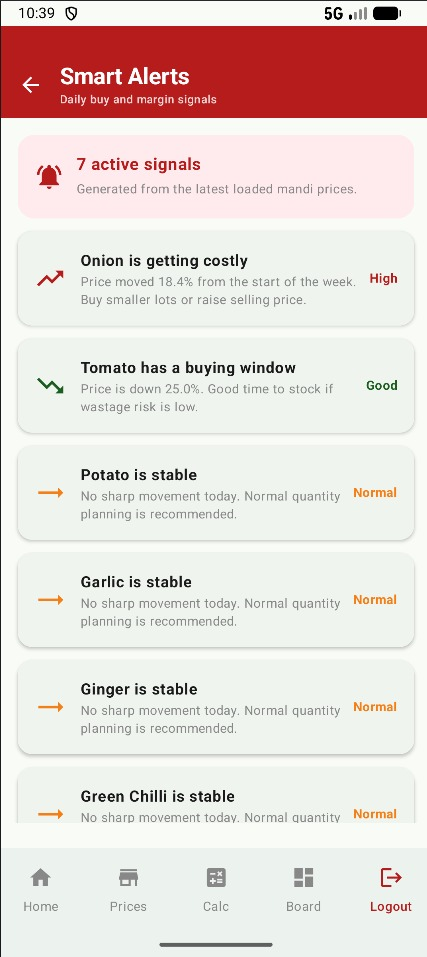 10:39
5G
Smart Alerts
Daily buy and margin signals
7 active signals
Generated from the latest loaded mandi prices.
Onion is getting costly
Price moved 18.4% from the start of the week.
Buy smaller lots or raise selling price.
High
Tomato has a buying window
Price is down 25.0%. Good time to stock if
wastage risk is low.
Good
Potato is stable
No sharp movement today. Normal quantity
planning is recommended.
Normal
Garlic is stable
No sharp movement today. Normal quantity
planning is recommended.
Normal
Ginger is stable
No sharp movement today. Normal quantity
planning is recommended.
Normal
Green Chilli is stable
No sharp movement today. Normal quantity
Normal
Home
Prices
Calc
Board
Logout